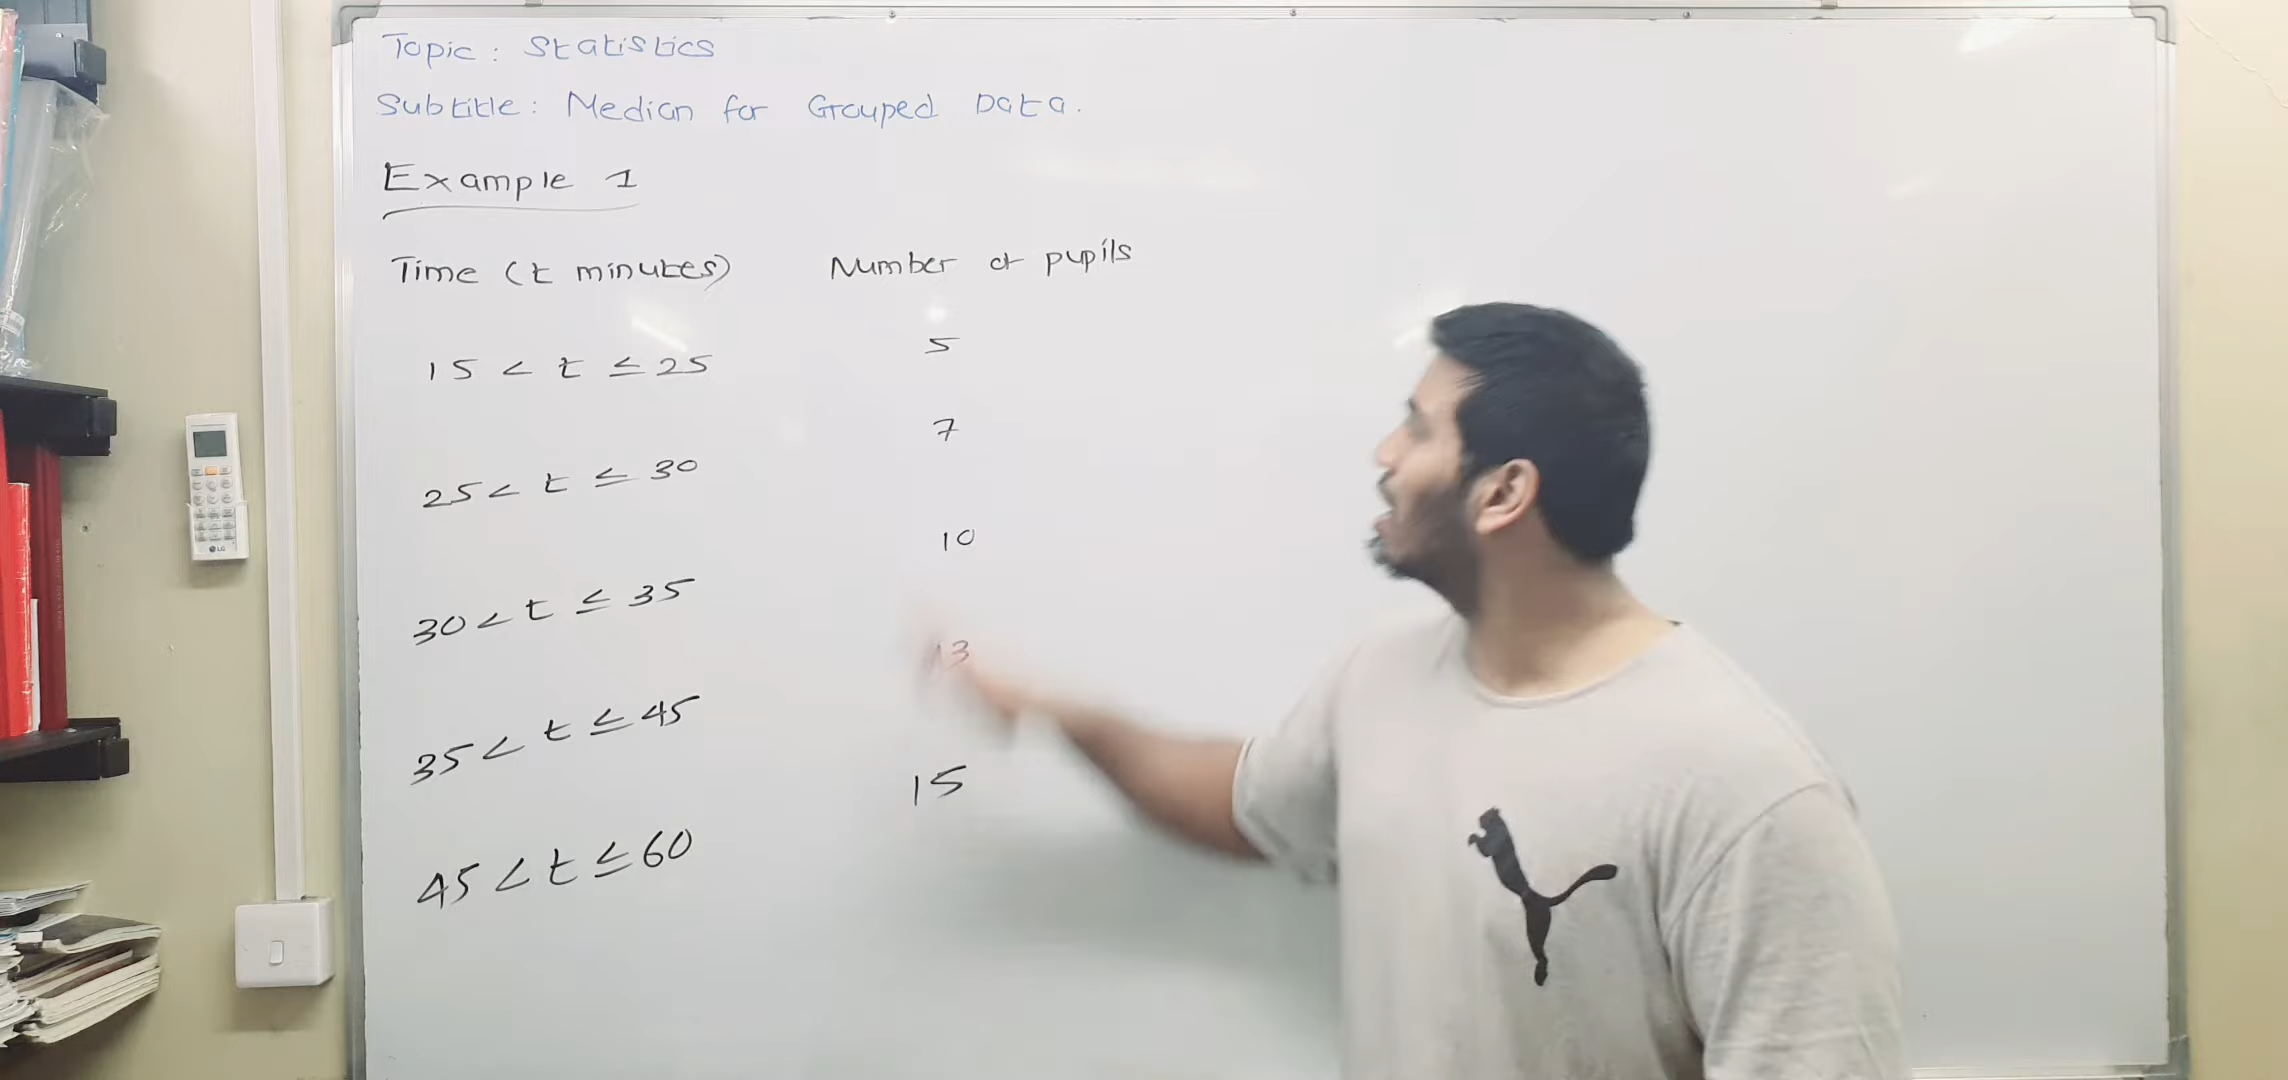 Topic: Statistics
Subtitle: Median for Grouped Data.
Example 1
Time (t minutes) Number of pupils
15 < t ≤ 25 5
25 < t ≤ 30 7
30 < t ≤ 35 10
35 < t ≤ 45 13
45 < t ≤ 60 15
LG